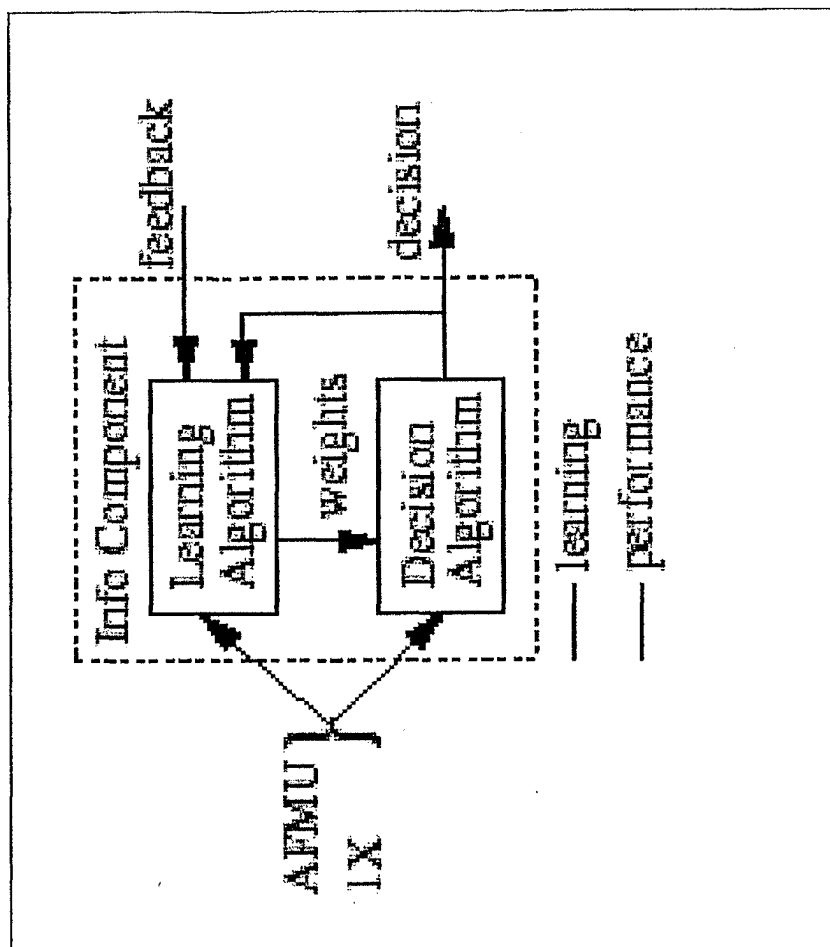 Info Component
Learning
Algorithm
feedback
weights
AFMU
IX
Decision
Algorithm
decision
learning
performance